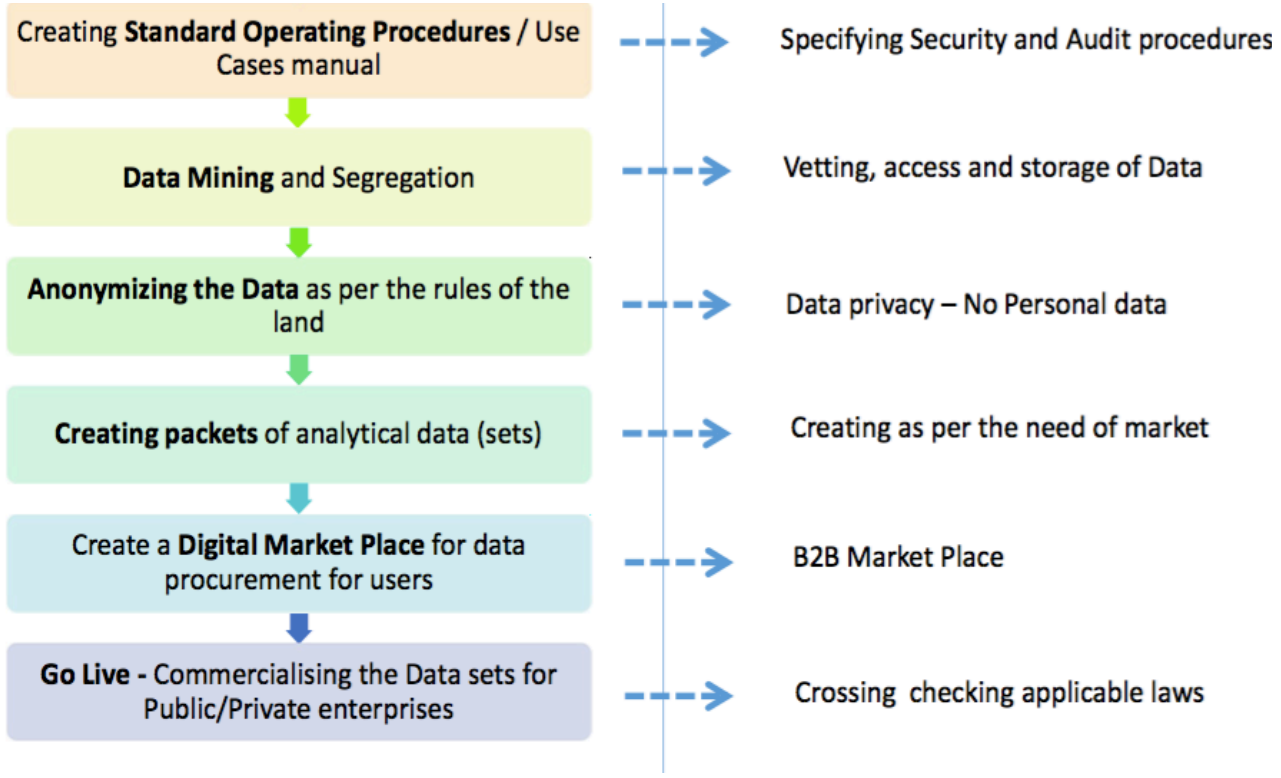 Creating Standard Operating Procedures / Use
Cases manual
Specifying Security and Audit procedures
Data Mining and Segregation
Vetting, access and storage of Data
Anonymizing the Data as per the rules of the
land
Data privacy – No Personal data
Creating packets of analytical data (sets)
Creating as per the need of market
Create a Digital Market Place for data
procurement for users
B2B Market Place
Go Live - Commercialising the Data sets for
Public/Private enterprises
Crossing checking applicable laws